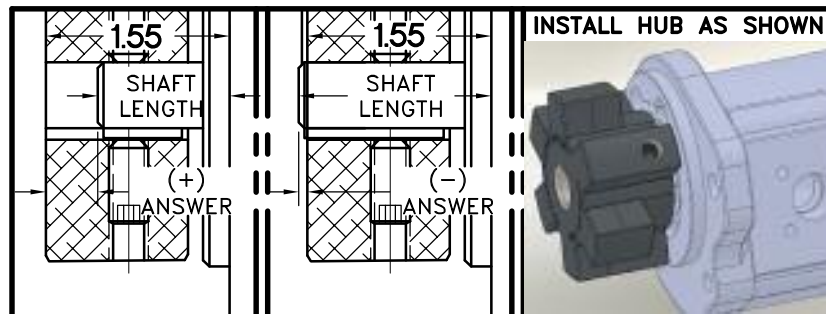 1.55
SHAFT
LENGTH
(+)
ANSWER
1.55
SHAFT
LENGTH
(-)
ANSWER
INSTALL HUB AS SHOWN